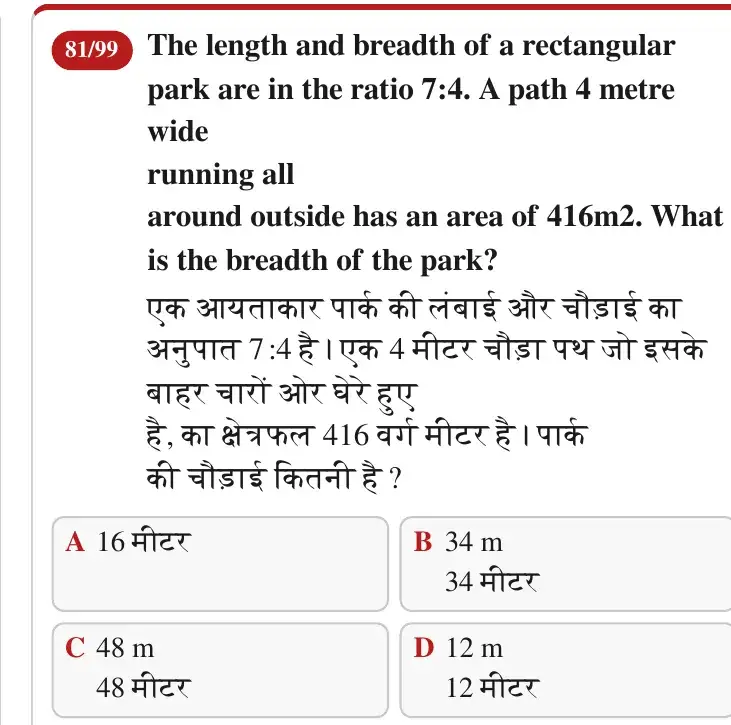 81/99 The length and breadth of a rectangular
park are in the ratio 7:4. A path 4 metre
wide
running all
around outside has an area of 416m2. What
is the breadth of the park?
एक आयताकार पार्क की लंबाई और चौड़ाई का
अनुपात 7:4 है। एक 4 मीटर चौड़ा पथ जो इसके
बाहर चारों ओर घेरे हुए
है, का क्षेत्रफल 416 वर्ग मीटर है। पार्क
की चौड़ाई कितनी है ?
A 16 मीटर
B 34 m
34 मीटर
C 48 m
48 मीटर
D 12 m
12 मीटर